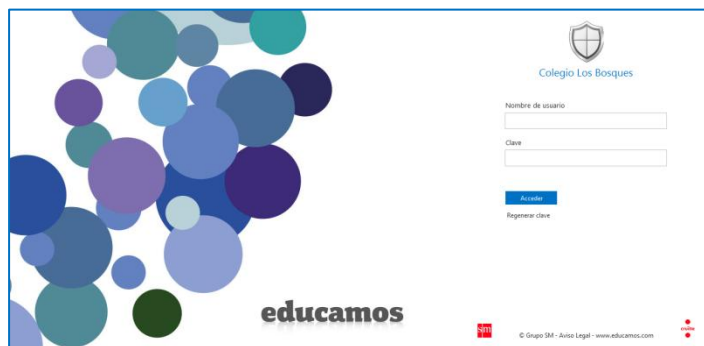 Colegio Los Bosques
Nombre de usuario
Clave
Acceder
Regenerar clave
educamos
sm
© Grupo SM - Aviso Legal - www.educamos.com